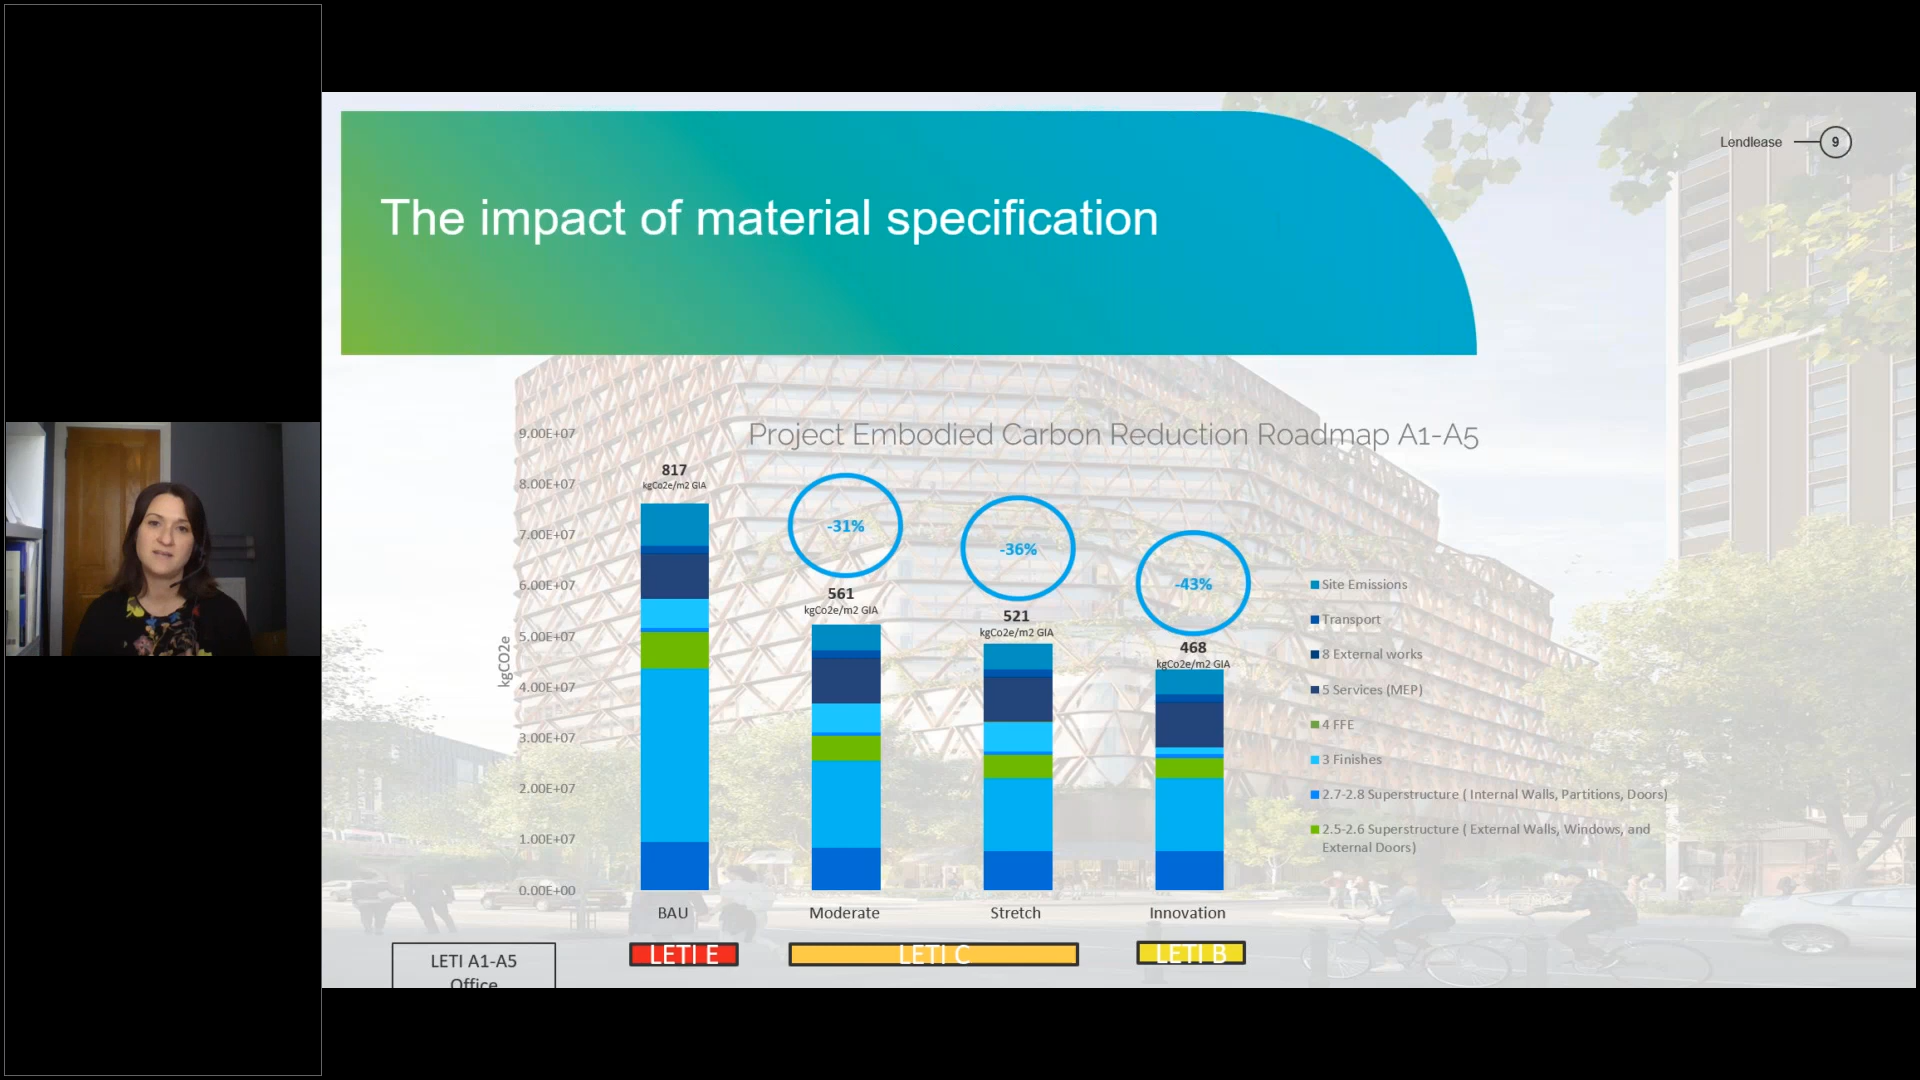 Lendlease
9
The impact of material specification
Project Embodied Carbon Reduction Roadmap A1-A5
kgCO2e
9.00E+07
8.00E+07
7.00E+07
6.00E+07
5.00E+07
4.00E+07
3.00E+07
2.00E+07
1.00E+07
0.00E+00
817
kgCo2e/m2 GIA
-31%
561
kgCo2e/m2 GIA
-36%
521
kgCo2e/m2 GIA
-43%
468
kgCo2e/m2 GIA
Site Emissions
Transport
8 External works
5 Services (MEP)
4 FFE
3 Finishes
2.7-2.8 Superstructure ( Internal Walls, Partitions, Doors)
2.5-2.6 Superstructure ( External Walls, Windows, and
External Doors)
BAU
Moderate
Stretch
Innovation
LETI A1-A5
Office
LETI E
LETI C
LETI B